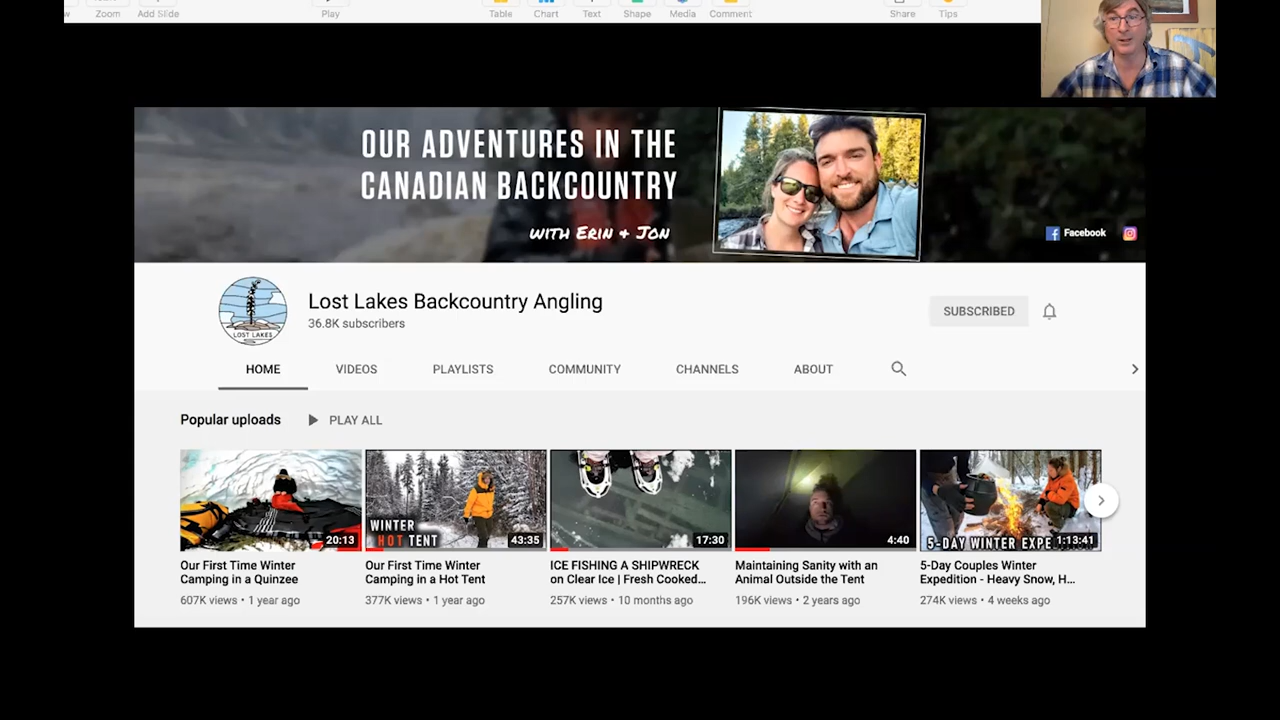 Zoom
Add Slide
Play
Table
Chart
Text
Shape
Media
Comment
Share
Tips
OUR ADVENTURES IN THE
CANADIAN BACKCOUNTRY
WITH ERIN + JON
Facebook
LOST LAKES
Lost Lakes Backcountry Angling
36.8K subscribers
SUBSCRIBED
HOME
VIDEOS
PLAYLISTS
COMMUNITY
CHANNELS
ABOUT
Popular uploads
PLAY ALL
20:13
WINTER
HOT TENT
43:35
17:30
4:40
5-DAY WINTER EXPE
1:13:41
Our First Time Winter
Camping in a Quinzee
607K views • 1 year ago
Our First Time Winter
Camping in a Hot Tent
377K views • 1 year ago
ICE FISHING A SHIPWRECK
on Clear Ice | Fresh Cooked...
257K views • 10 months ago
Maintaining Sanity with an
Animal Outside the Tent
196K views • 2 years ago
5-Day Couples Winter
Expedition - Heavy Snow, H...
274K views • 4 weeks ago